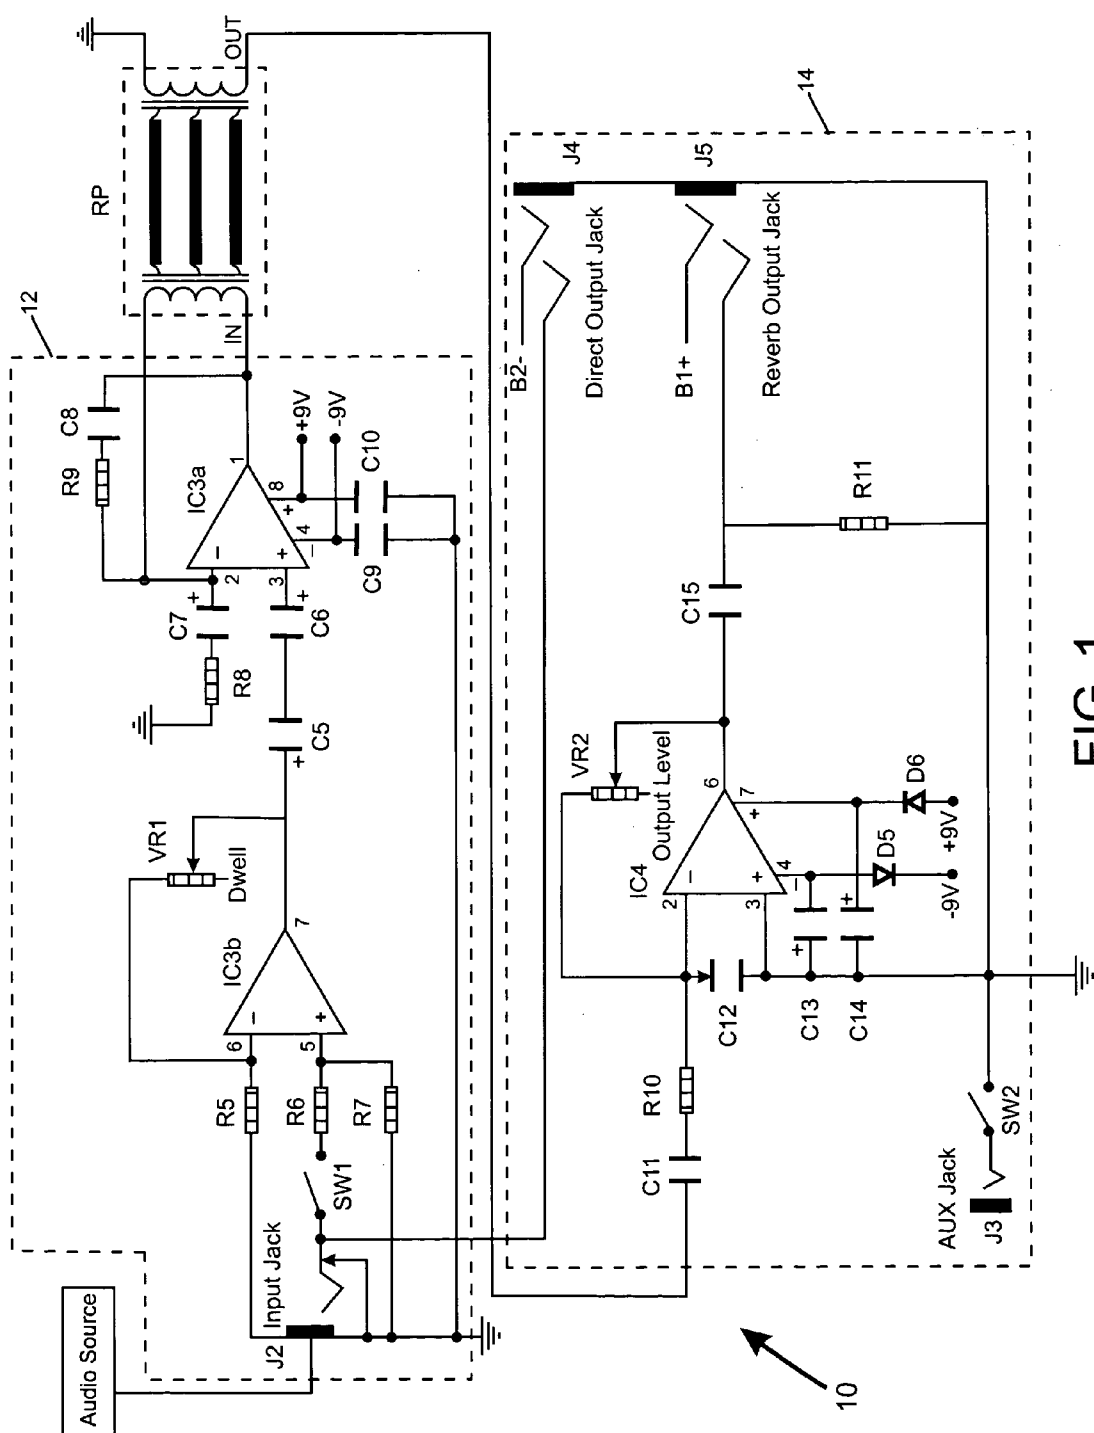 12
RP
IN
OUT
R9
C8
IC3a
1
2
3
8
4
−
+
+
−
+9V
-9V
C10
C9
C7
+
R8
C6
+
C5
+
VR1
Dwell
IC3b
7
6
5
−
+
R5
R6
R7
SW1
Input Jack
J2
Audio Source
14
J4
B2-
Direct Output Jack
J5
B1+
Reverb Output Jack
R11
C15
VR2
Output Level
IC4
6
7
2
3
4
−
+
+
−
D6
D5
+9V
-9V
C12
C13
+
C14
+
R10
C11
AUX Jack
J3
SW2
10
FIG. 1